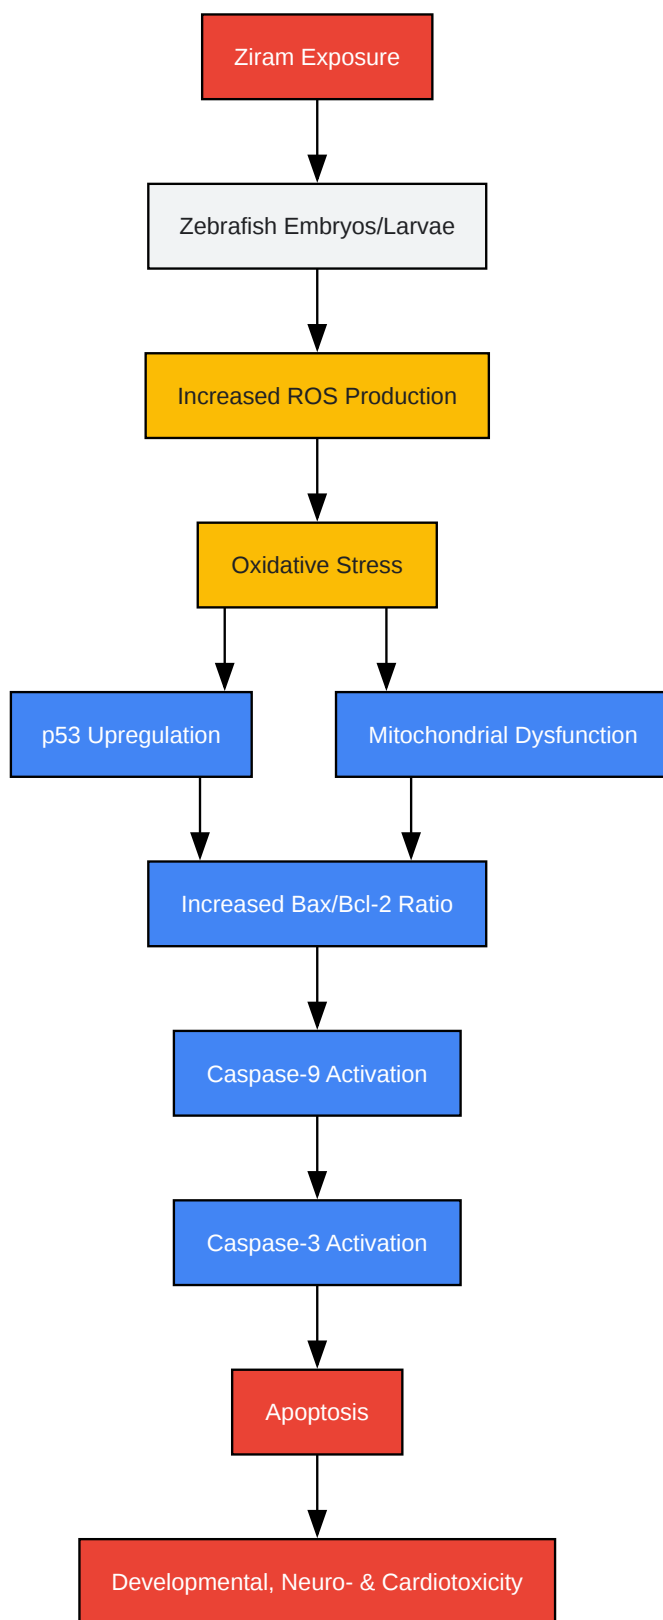 Ziram Exposure
Zebrafish Embryos/Larvae
Increased ROS Production
Oxidative Stress
p53 Upregulation
Mitochondrial Dysfunction
Increased Bax/Bcl-2 Ratio
Caspase-9 Activation
Caspase-3 Activation
Apoptosis
Developmental, Neuro- & Cardiotoxicity